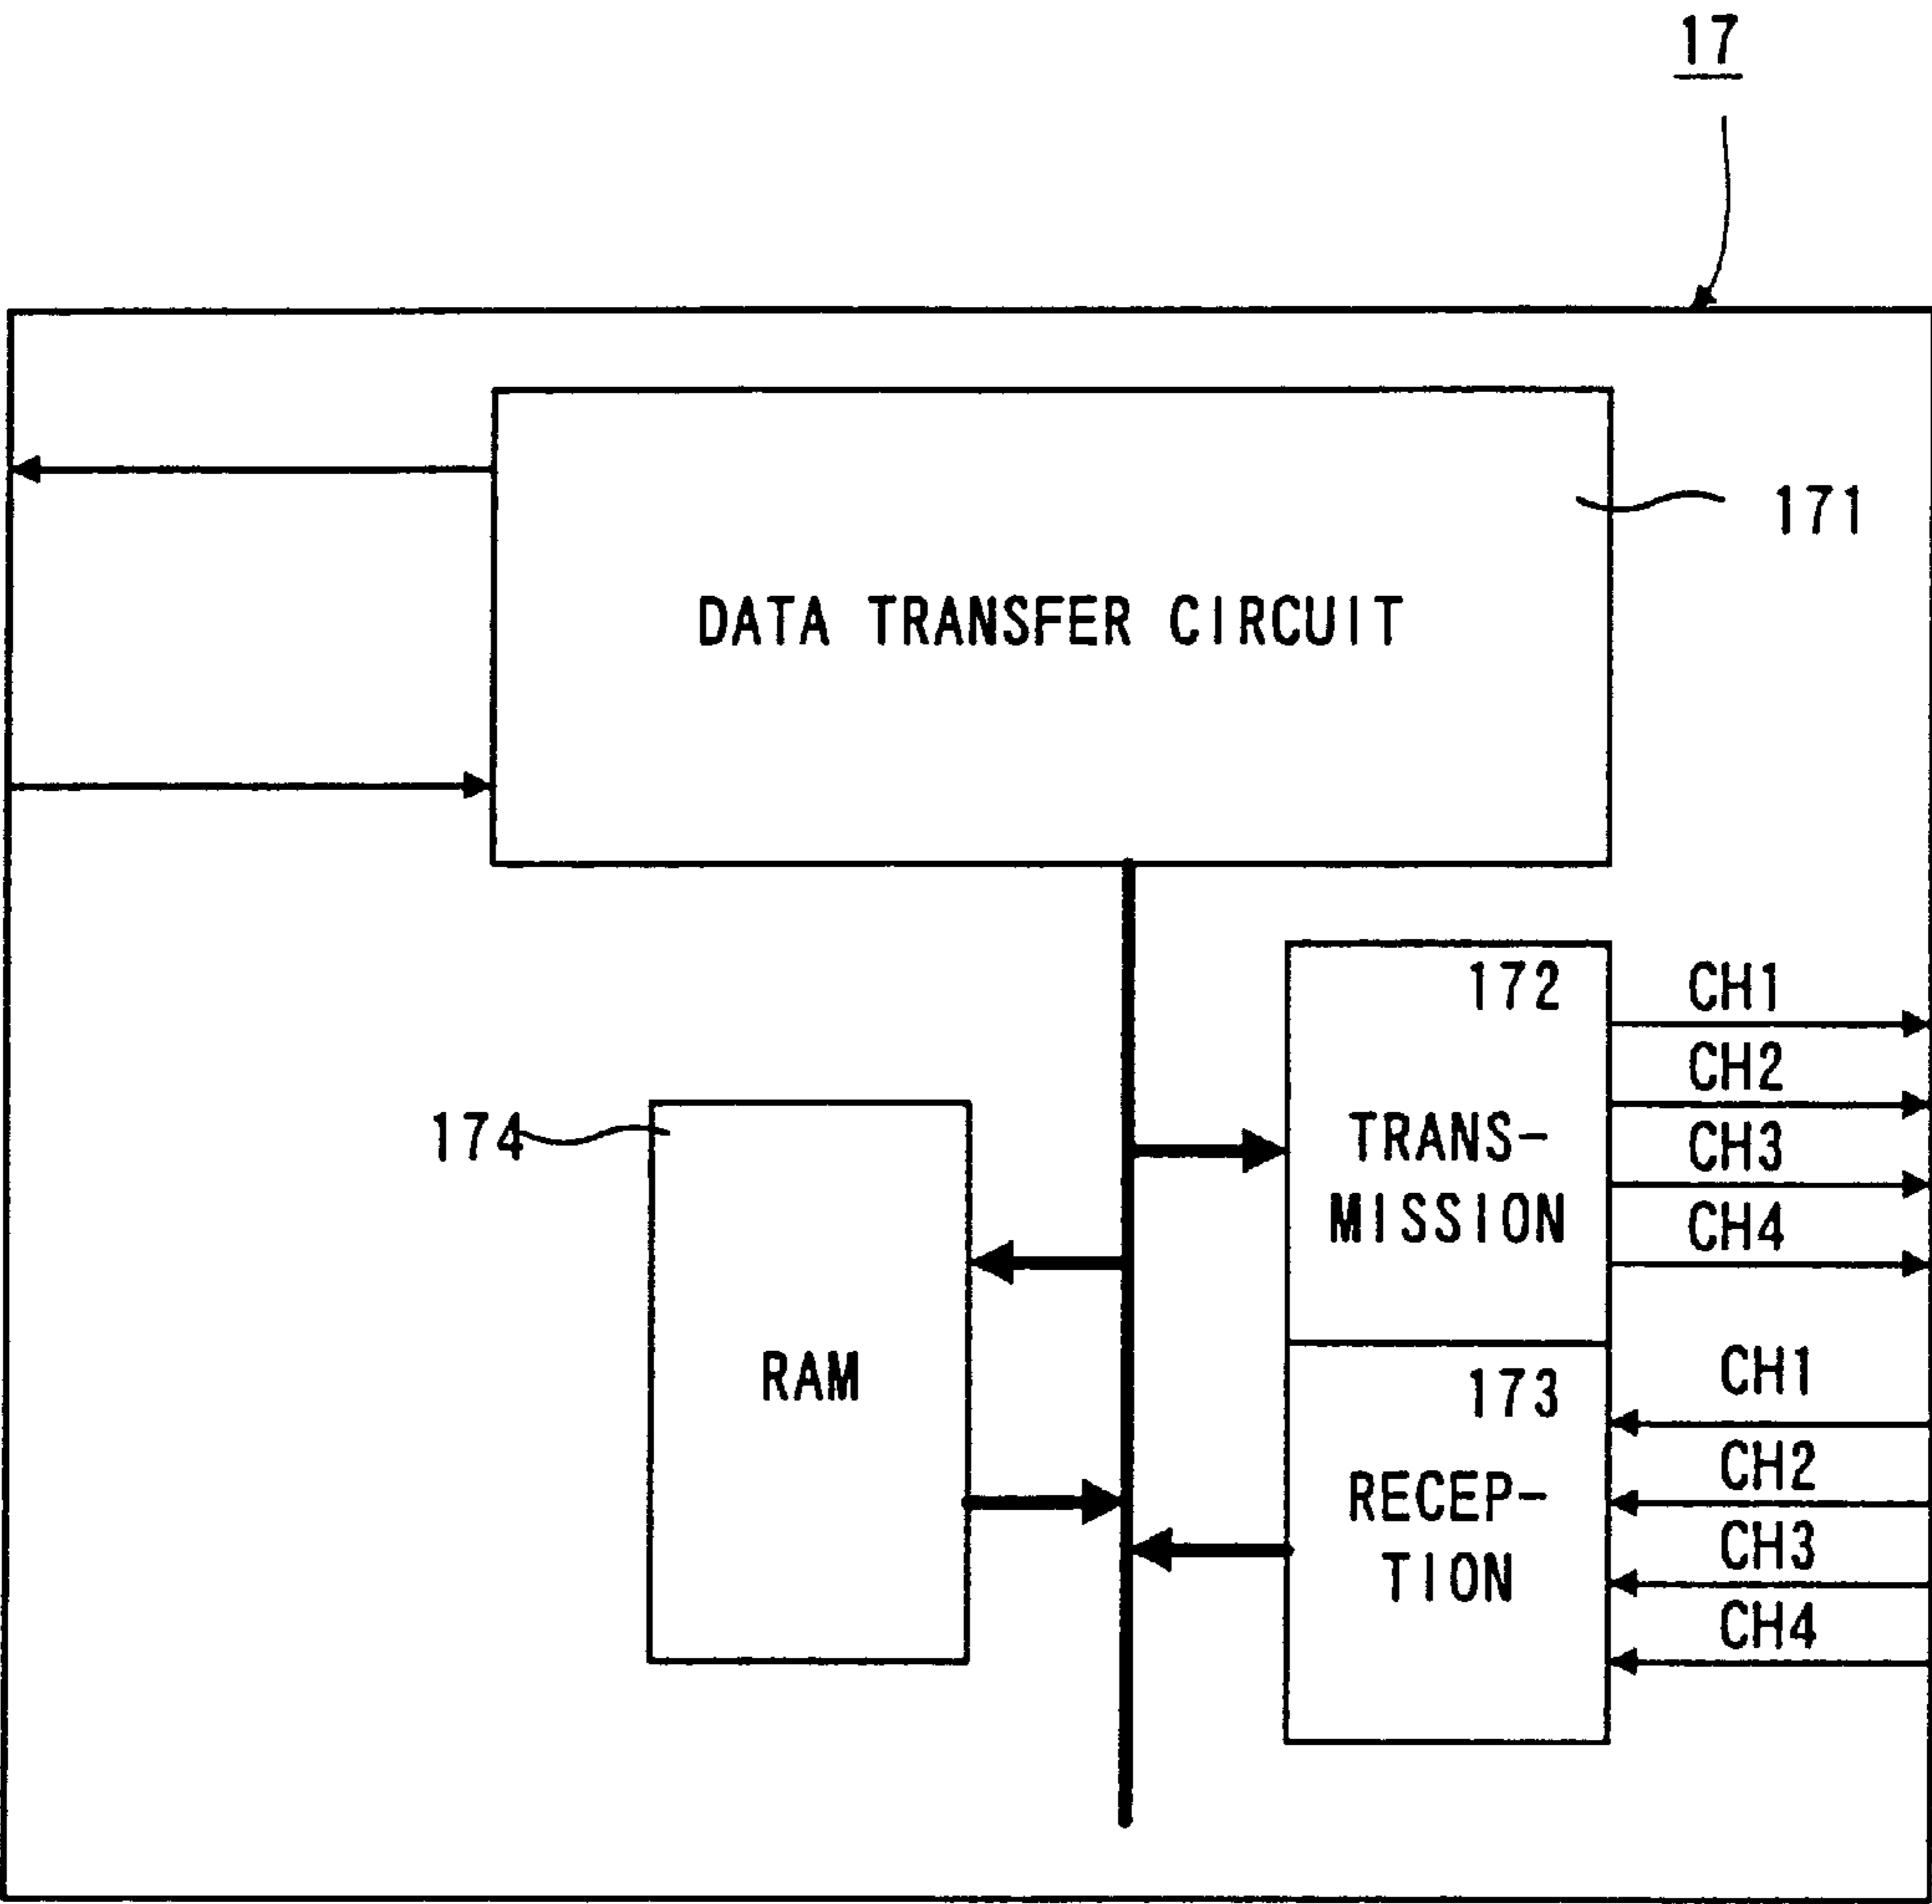 17
171
DATA TRANSFER CIRCUIT
172
CH1
CH2
174
TRANS-
MISSION
CH3
CH4
RAM
173
RECEP-
TION
CH1
CH2
CH3
CH4